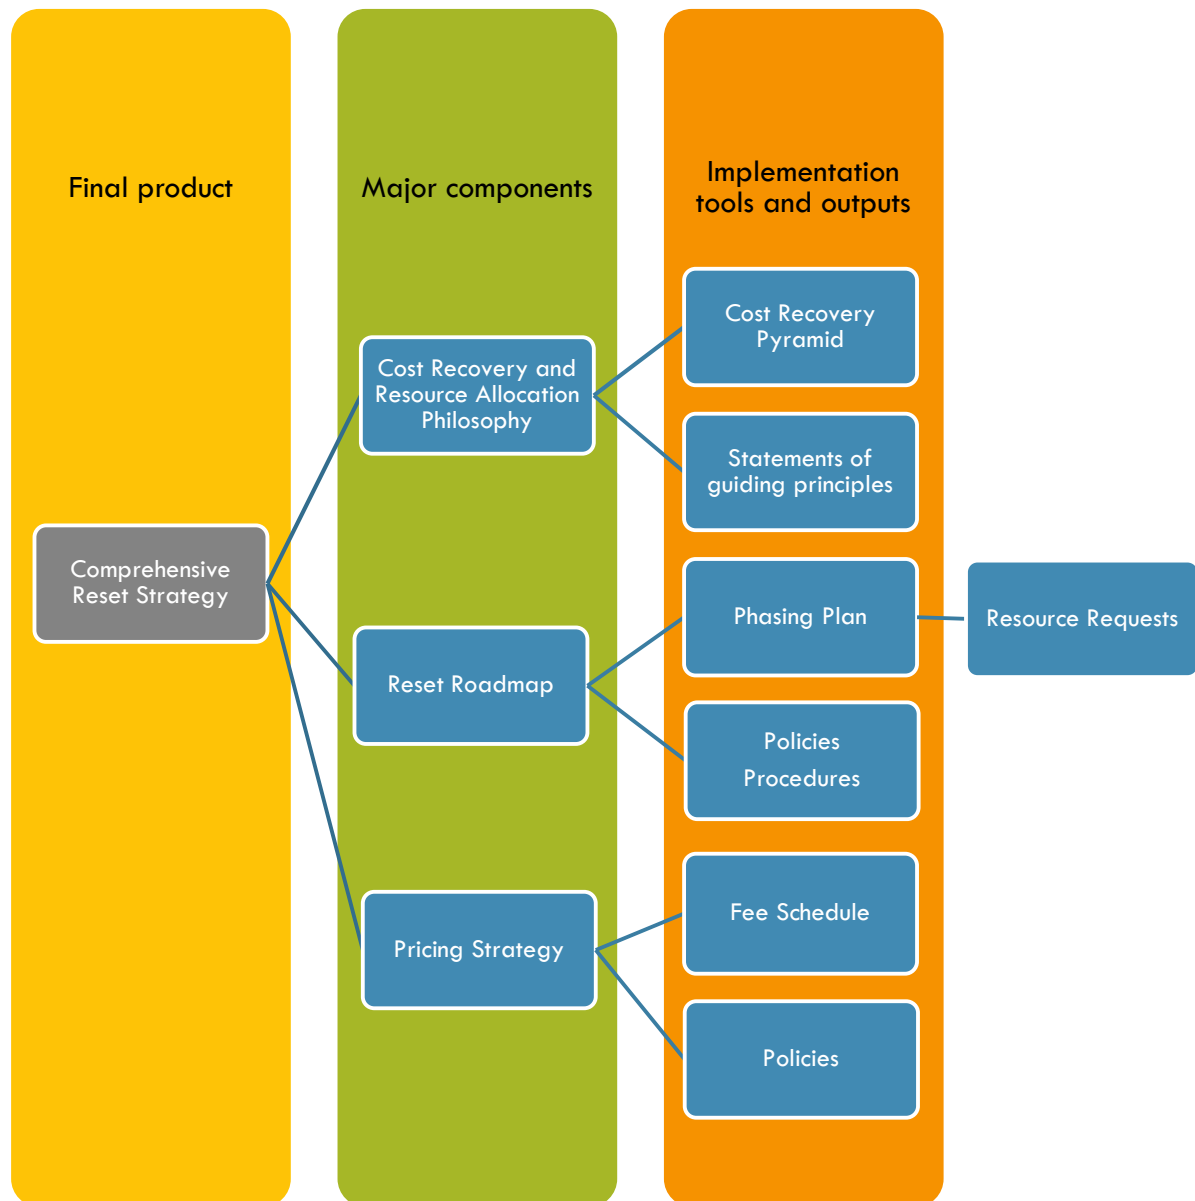 Final product
Major components
Implementation
tools and outputs
Comprehensive
Reset Strategy
Cost Recovery and
Resource Allocation
Philosophy
Reset Roadmap
Pricing Strategy
Cost Recovery
Pyramid
Statements of
guiding principles
Phasing Plan
Policies
Procedures
Fee Schedule
Policies
Resource Requests